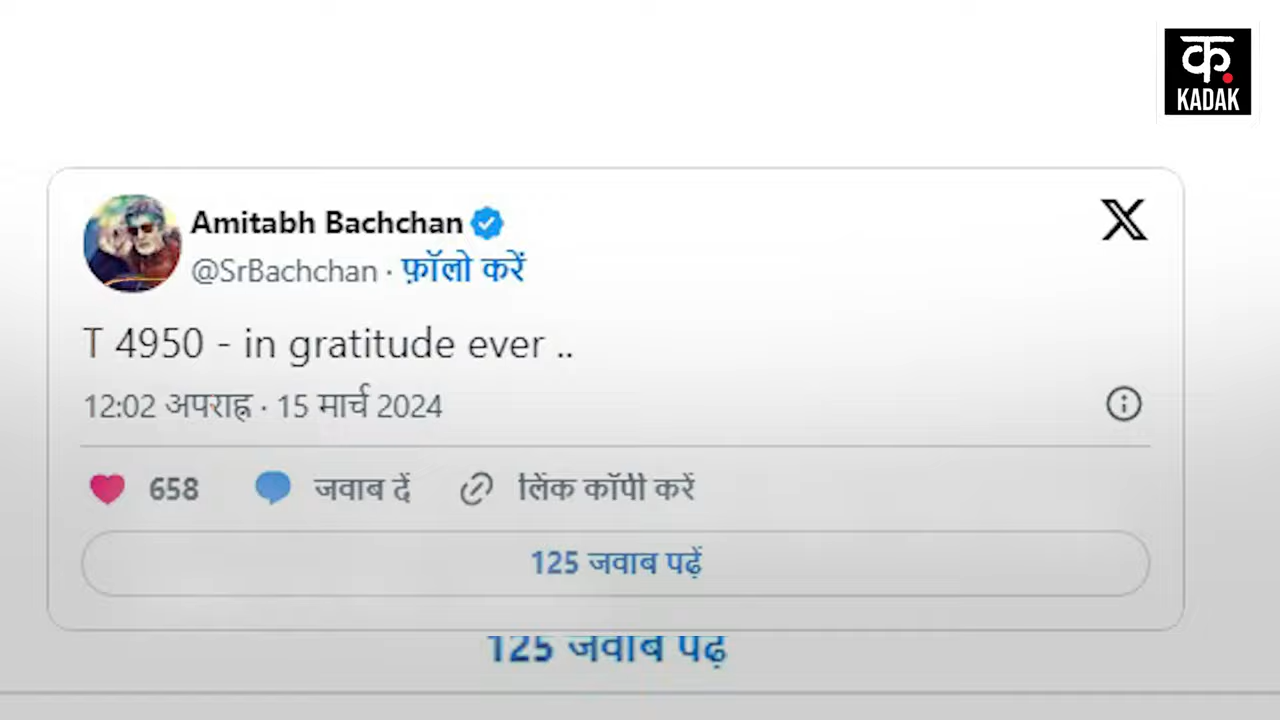 क.
KADAK
Amitabh Bachchan
@SrBachchan · फ़ॉलो करें
T 4950 - in gratitude ever ..
12:02 अपराह्न · 15 मार्च 2024
658 जवाब दें लिंक कॉपी करें
125 जवाब पढ़ें
125 जवाब पढ़